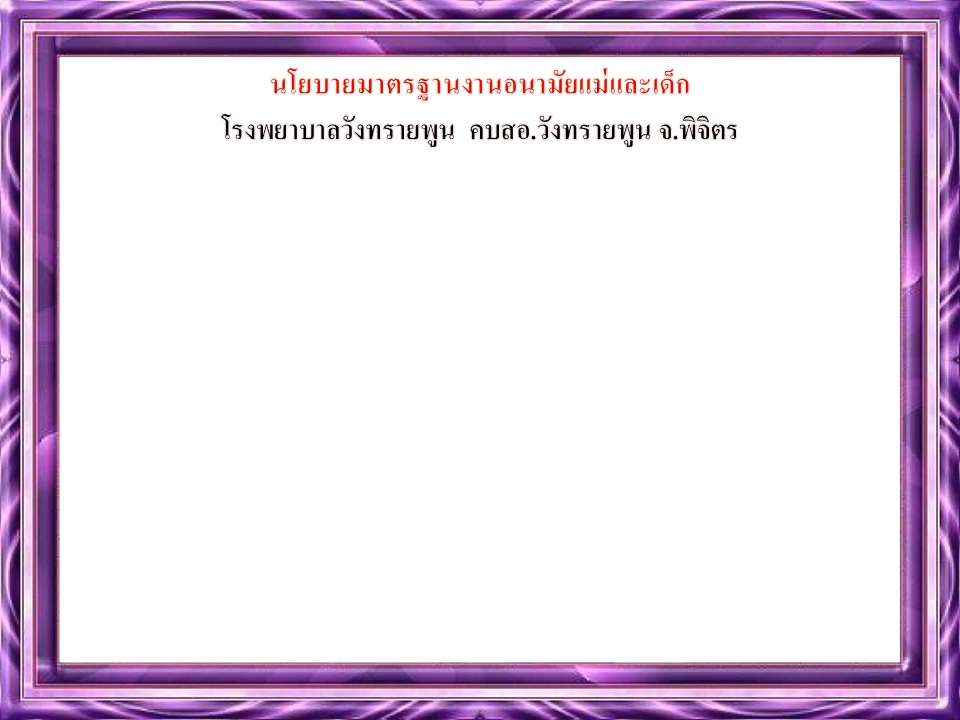 นโยบายมาตรฐานงานอนามัยแม่และเด็ก
โรงพยาบาลวังทรายพูน คบสอ.วังทรายพูน จ.พิจิตร